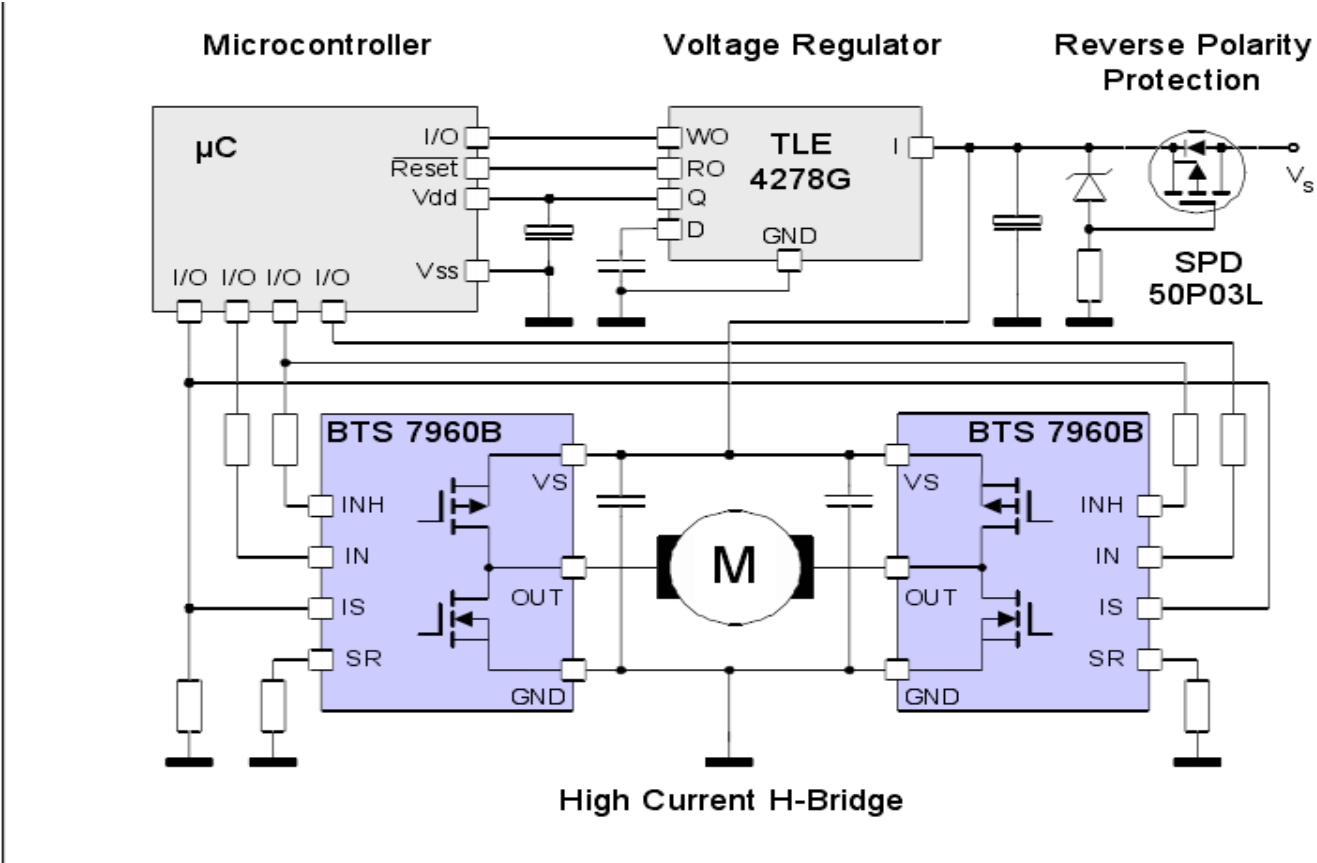 Microcontroller
Voltage Regulator
Reverse Polarity
Protection
µC
I/O
Reset
Vdd
Vss
I/O I/O I/O I/O
WO
RO
Q
D
TLE
4278G
I
GND
Vs
SPD
50P03L
BTS 7960B
VS
INH
IN
IS
SR
OUT
GND
M
BTS 7960B
VS
INH
IN
IS
SR
OUT
GND
High Current H-Bridge